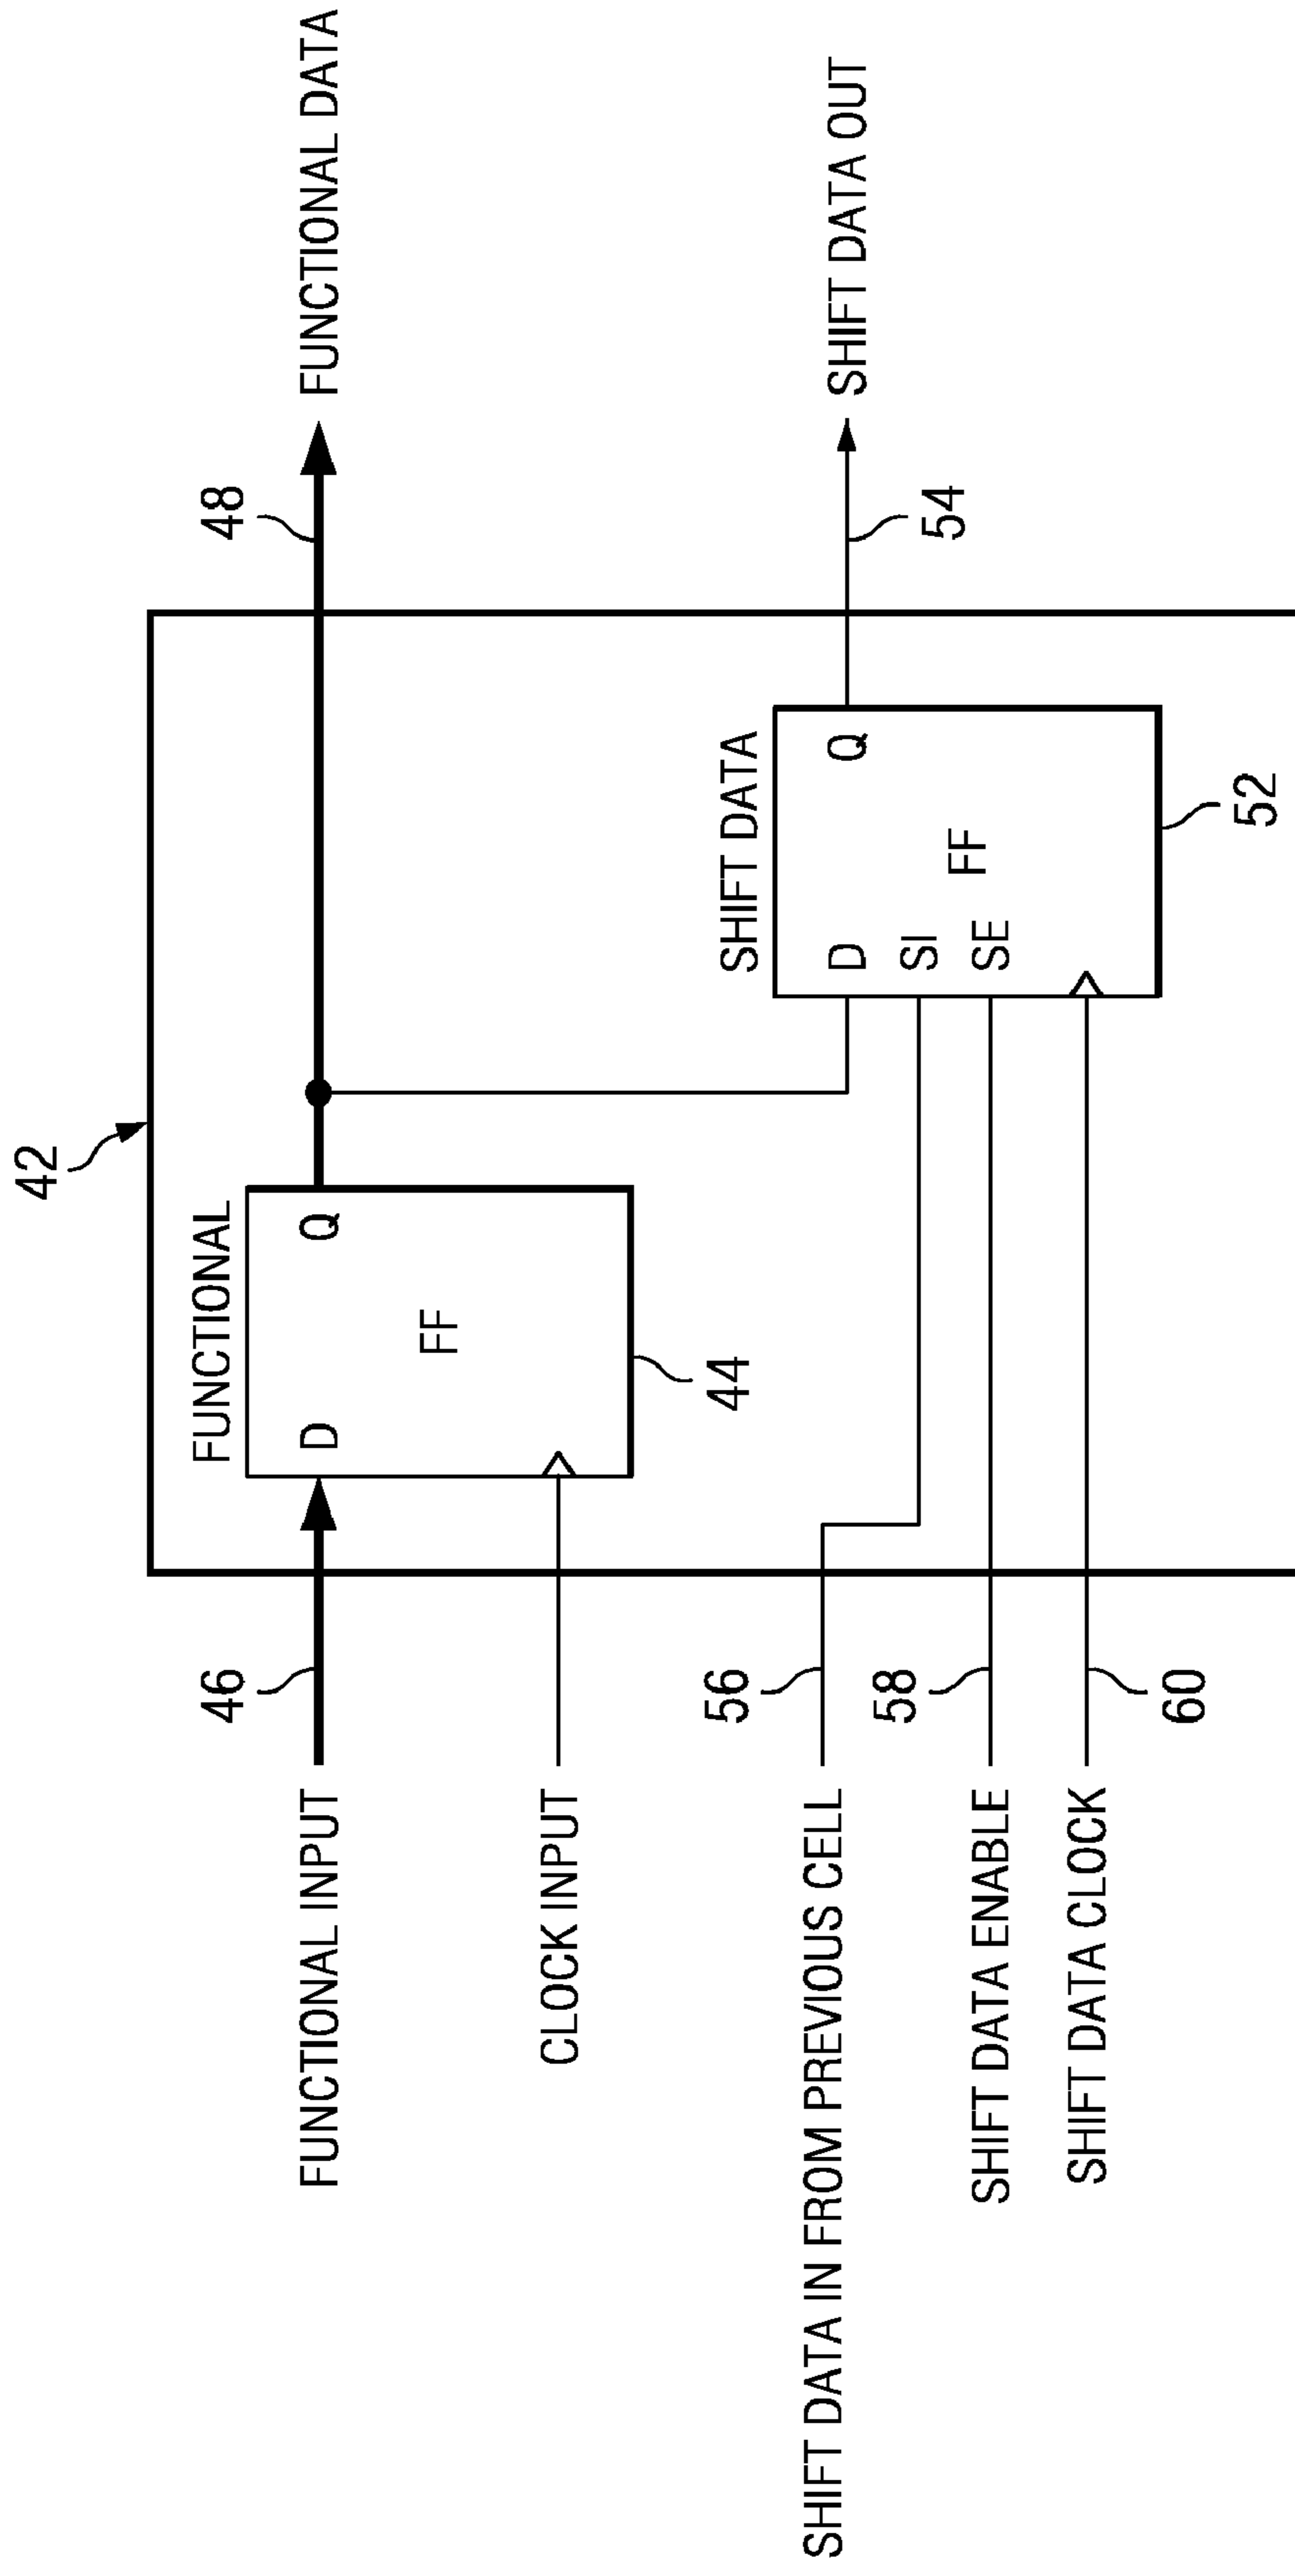 42
46
48
FUNCTIONAL
FUNCTIONAL INPUT
D
Q
FUNCTIONAL DATA
FF
CLOCK INPUT
44
SHIFT DATA
56
SHIFT DATA IN FROM PREVIOUS CELL
D
Q
SHIFT DATA OUT
SI
58
54
SHIFT DATA ENABLE
SE
FF
SHIFT DATA CLOCK
60
52